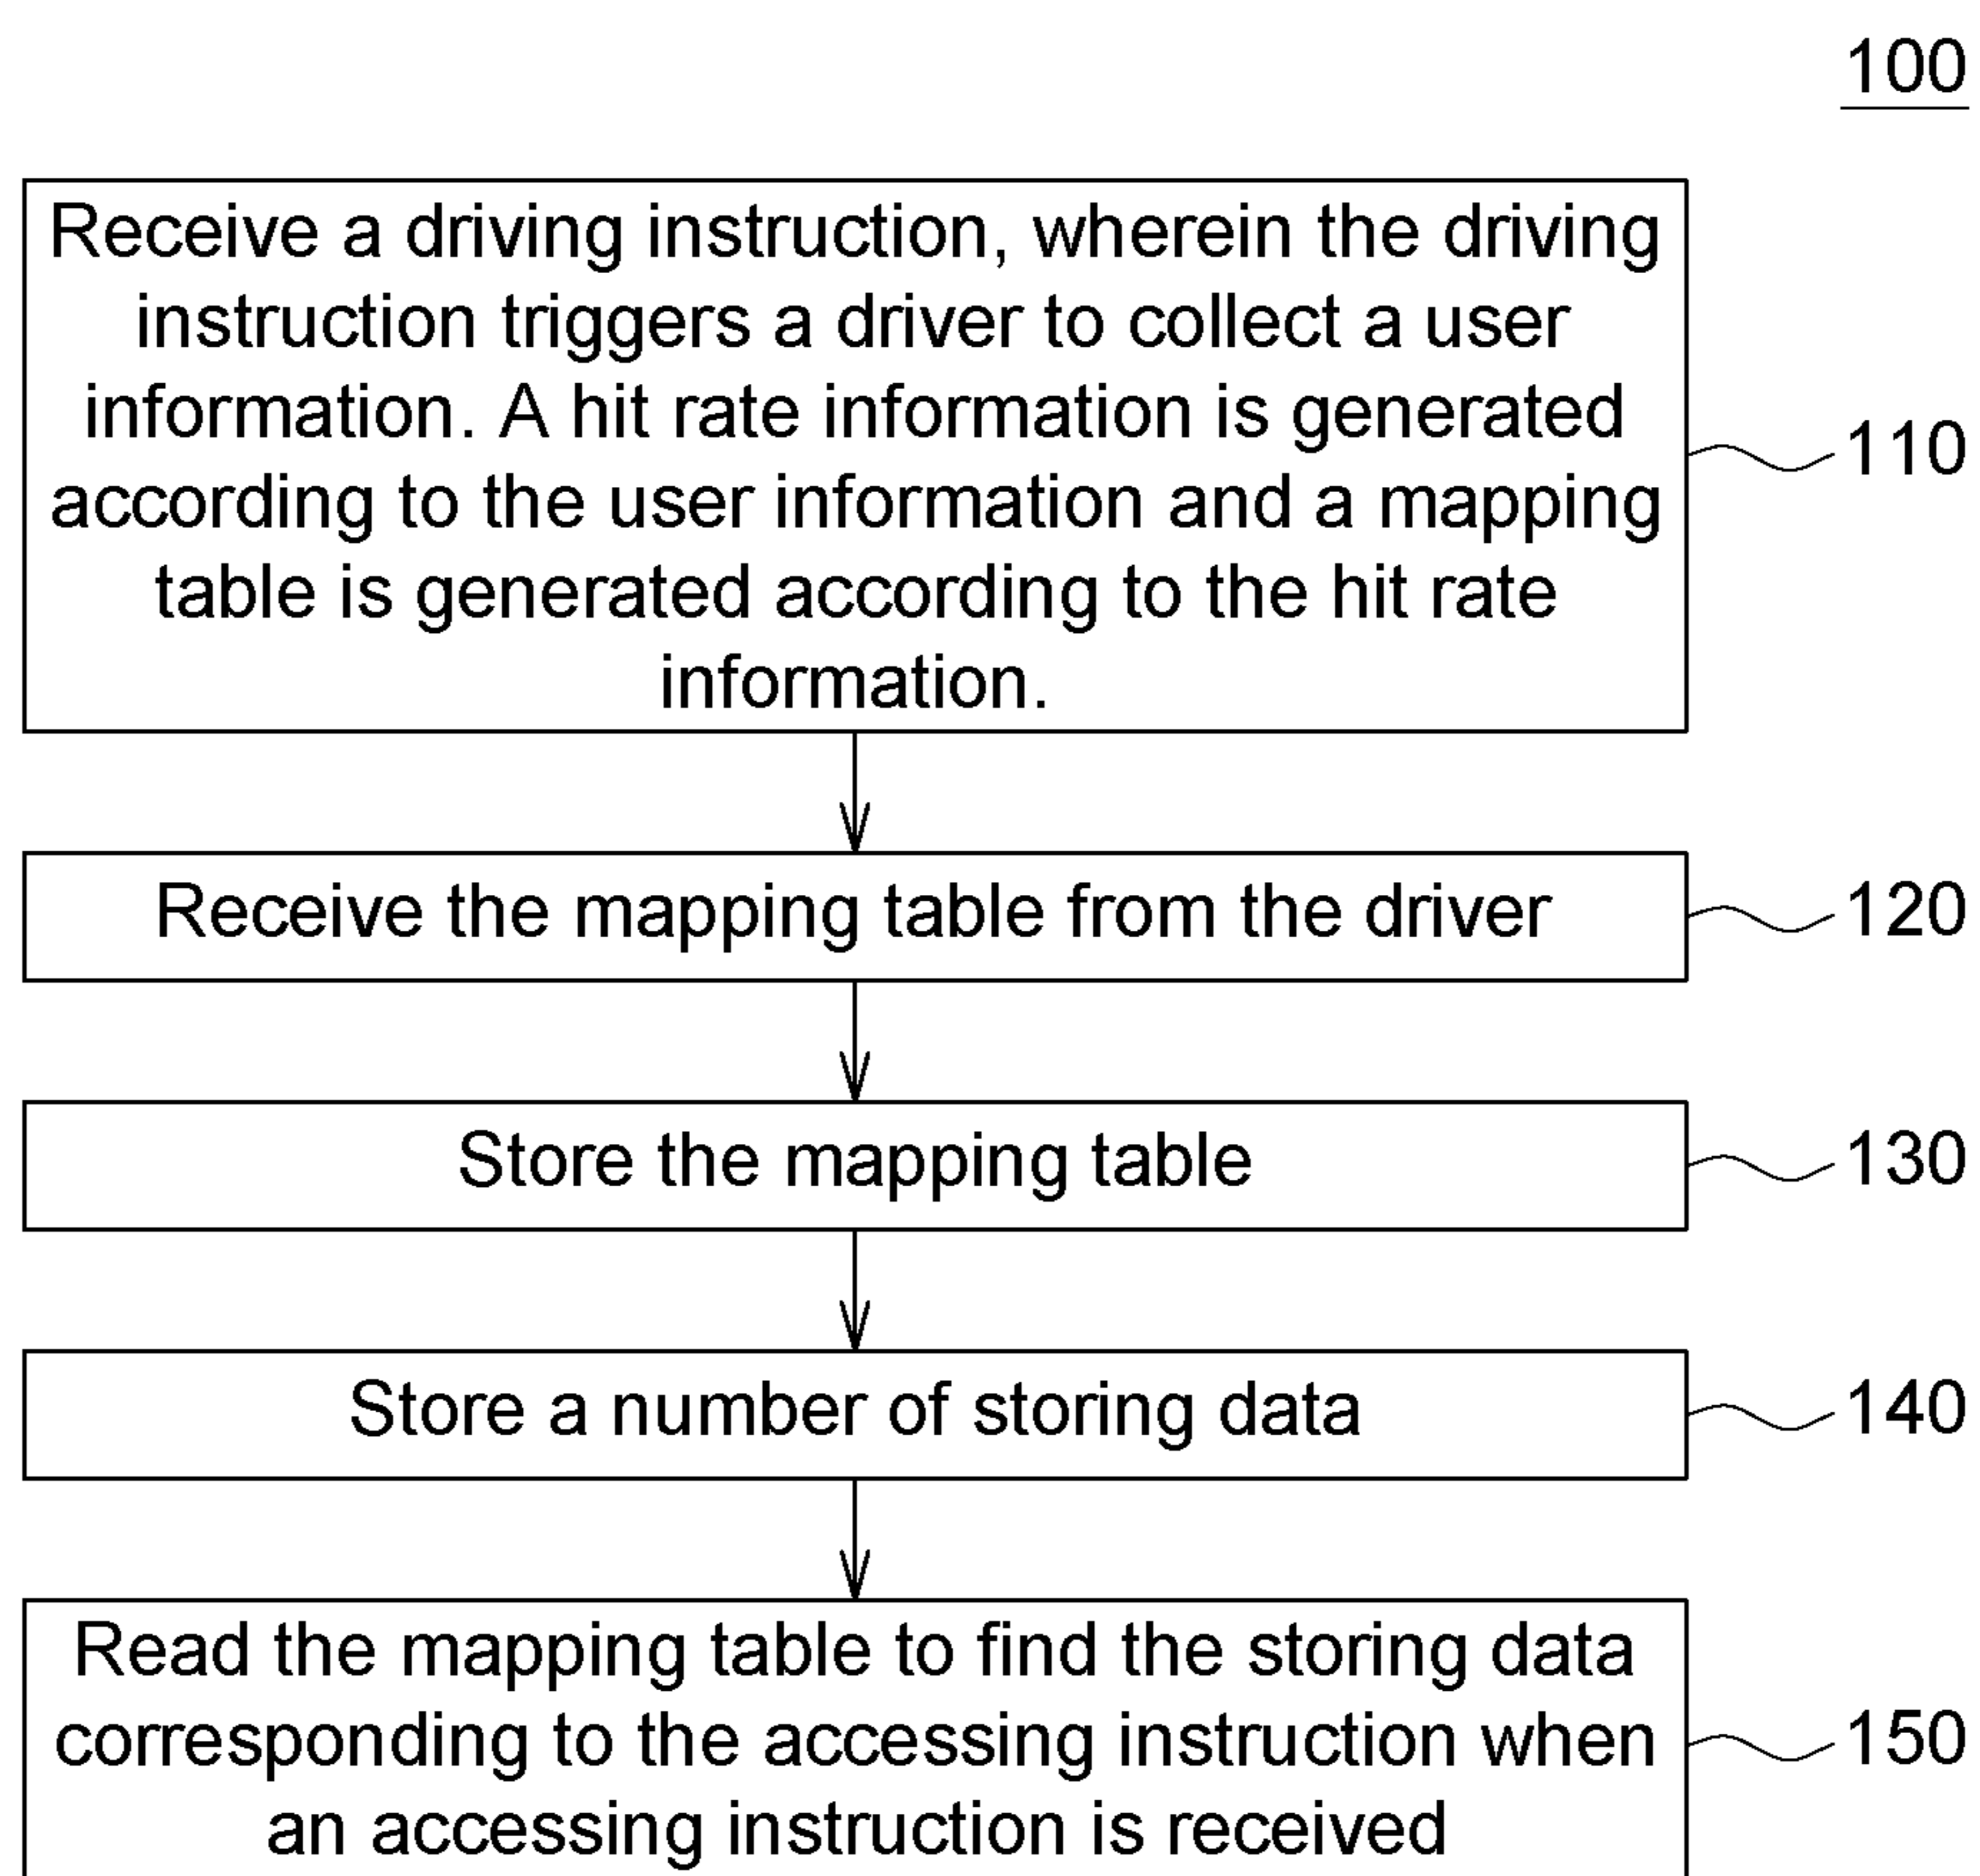 100
Receive a driving instruction, wherein the driving
instruction triggers a driver to collect a user
information. A hit rate information is generated
according to the user information and a mapping
table is generated according to the hit rate
information.
110
Receive the mapping table from the driver
120
Store the mapping table
130
Store a number of storing data
140
Read the mapping table to find the storing data
corresponding to the accessing instruction when
an accessing instruction is received
150